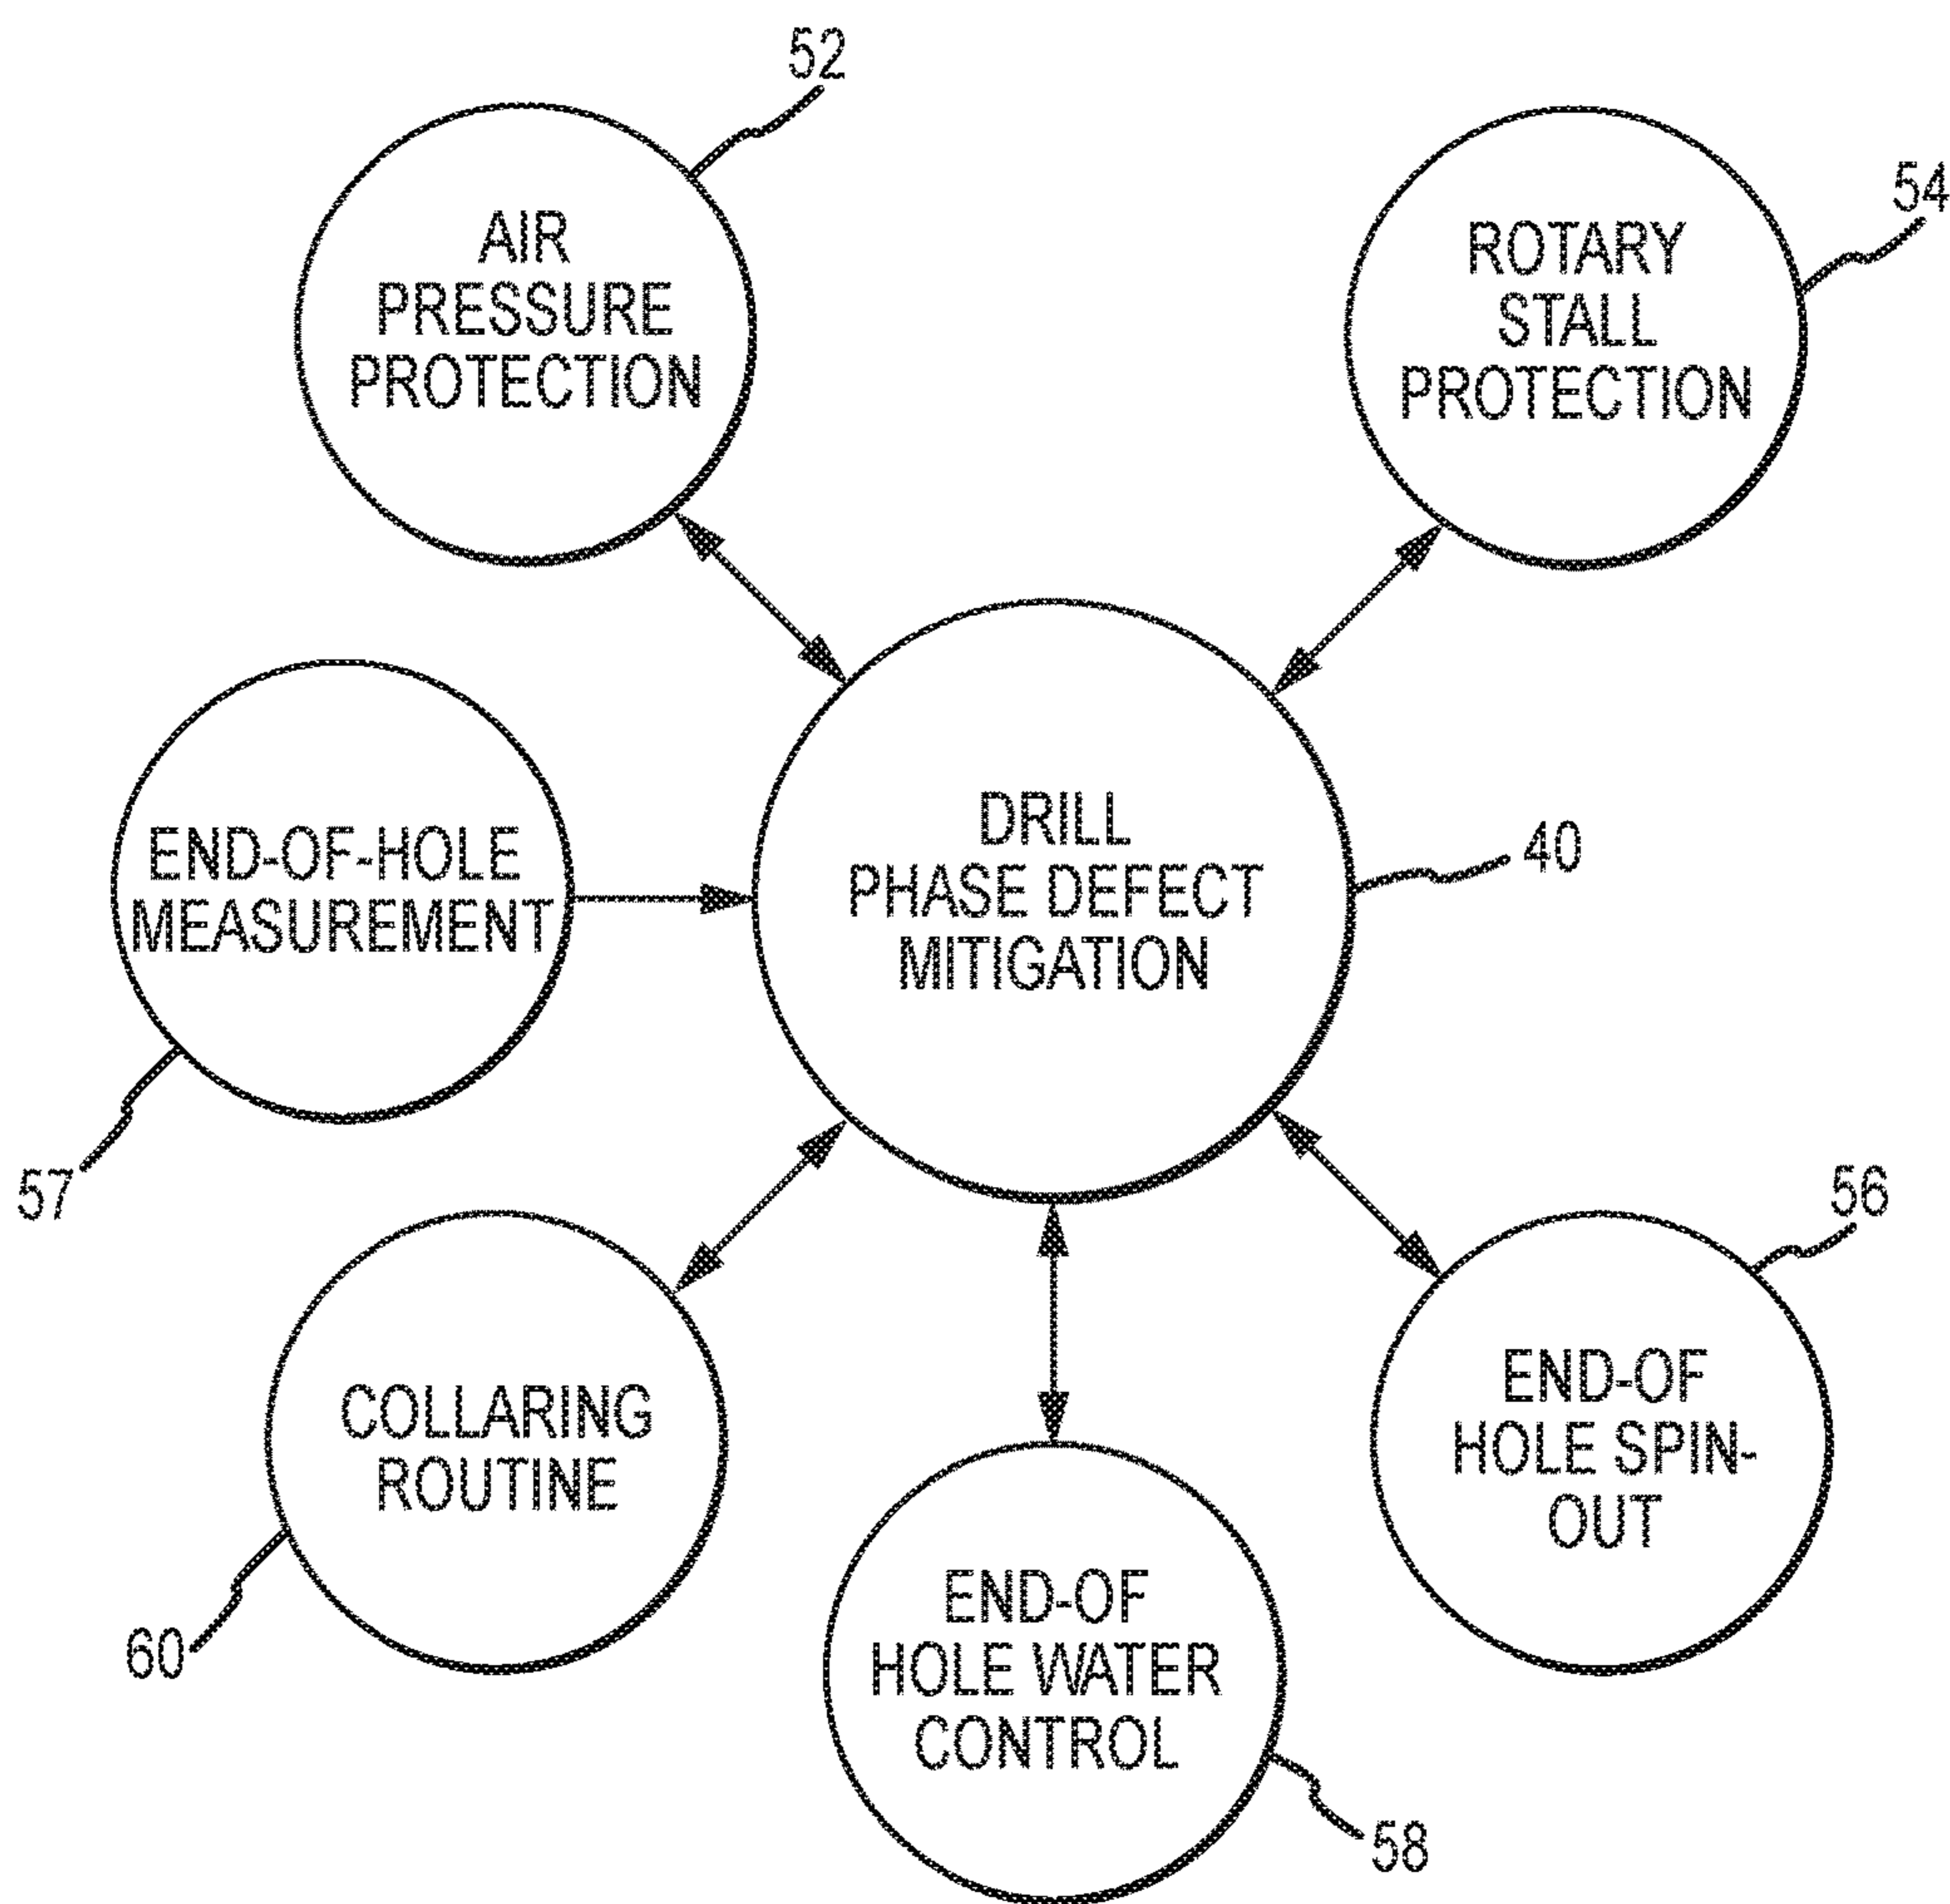 52
AIR
PRESSURE
PROTECTION
54
ROTARY
STALL
PROTECTION
DRILL
PHASE DEFECT
MITIGATION
40
END-OF-HOLE
MEASUREMENT
57
56
END-OF
HOLE SPIN-
OUT
COLLARING
ROUTINE
60
END-OF
HOLE WATER
CONTROL
58